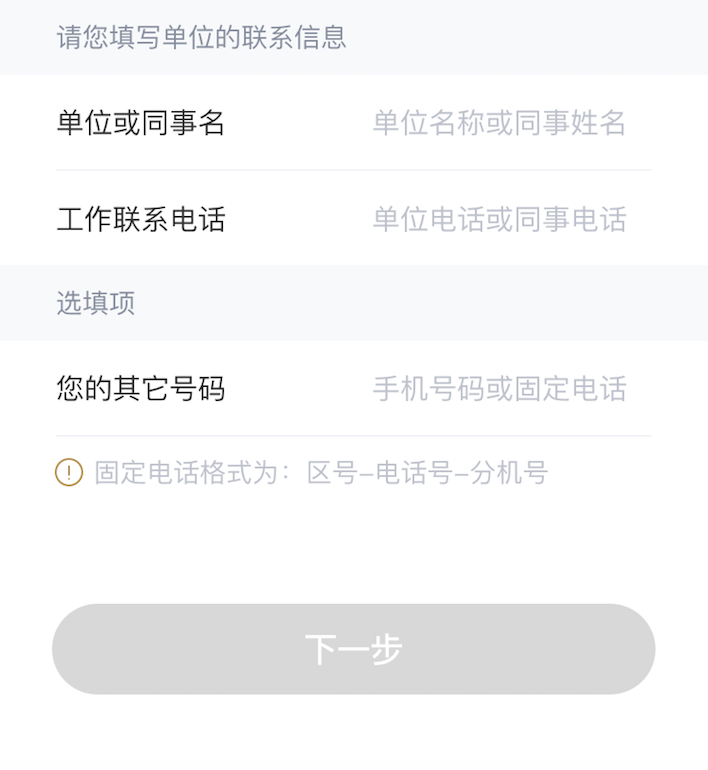 请您填写单位的联系信息
单位或同事名 单位名称或同事姓名
工作联系电话 单位电话或同事电话
选填项
您的其它号码 手机号码或固定电话
! 固定电话格式为：区号–电话号–分机号
下一步